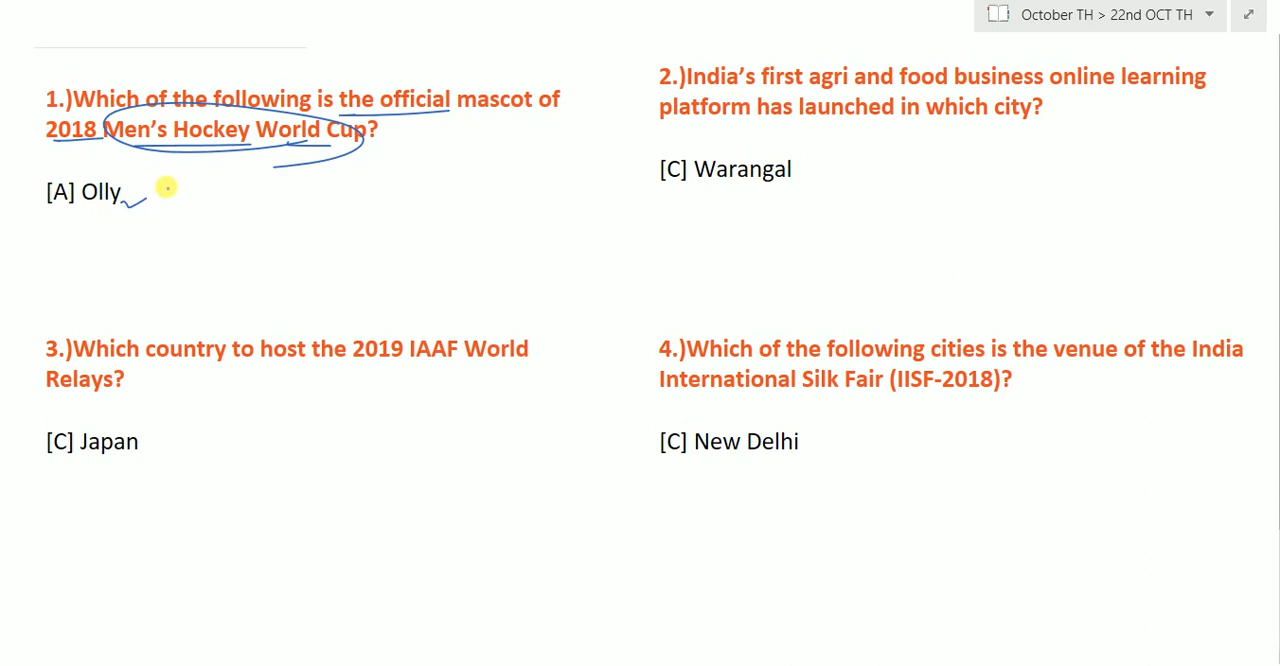 October TH > 22nd OCT TH
1.)Which of the following is the official mascot of
2018 Men's Hockey World Cup?
[A] Olly
2.)India's first agri and food business online learning
platform has launched in which city?
[C] Warangal
3.)Which country to host the 2019 IAAF World
Relays?
[C] Japan
4.)Which of the following cities is the venue of the India
International Silk Fair (IISF-2018)?
[C] New Delhi